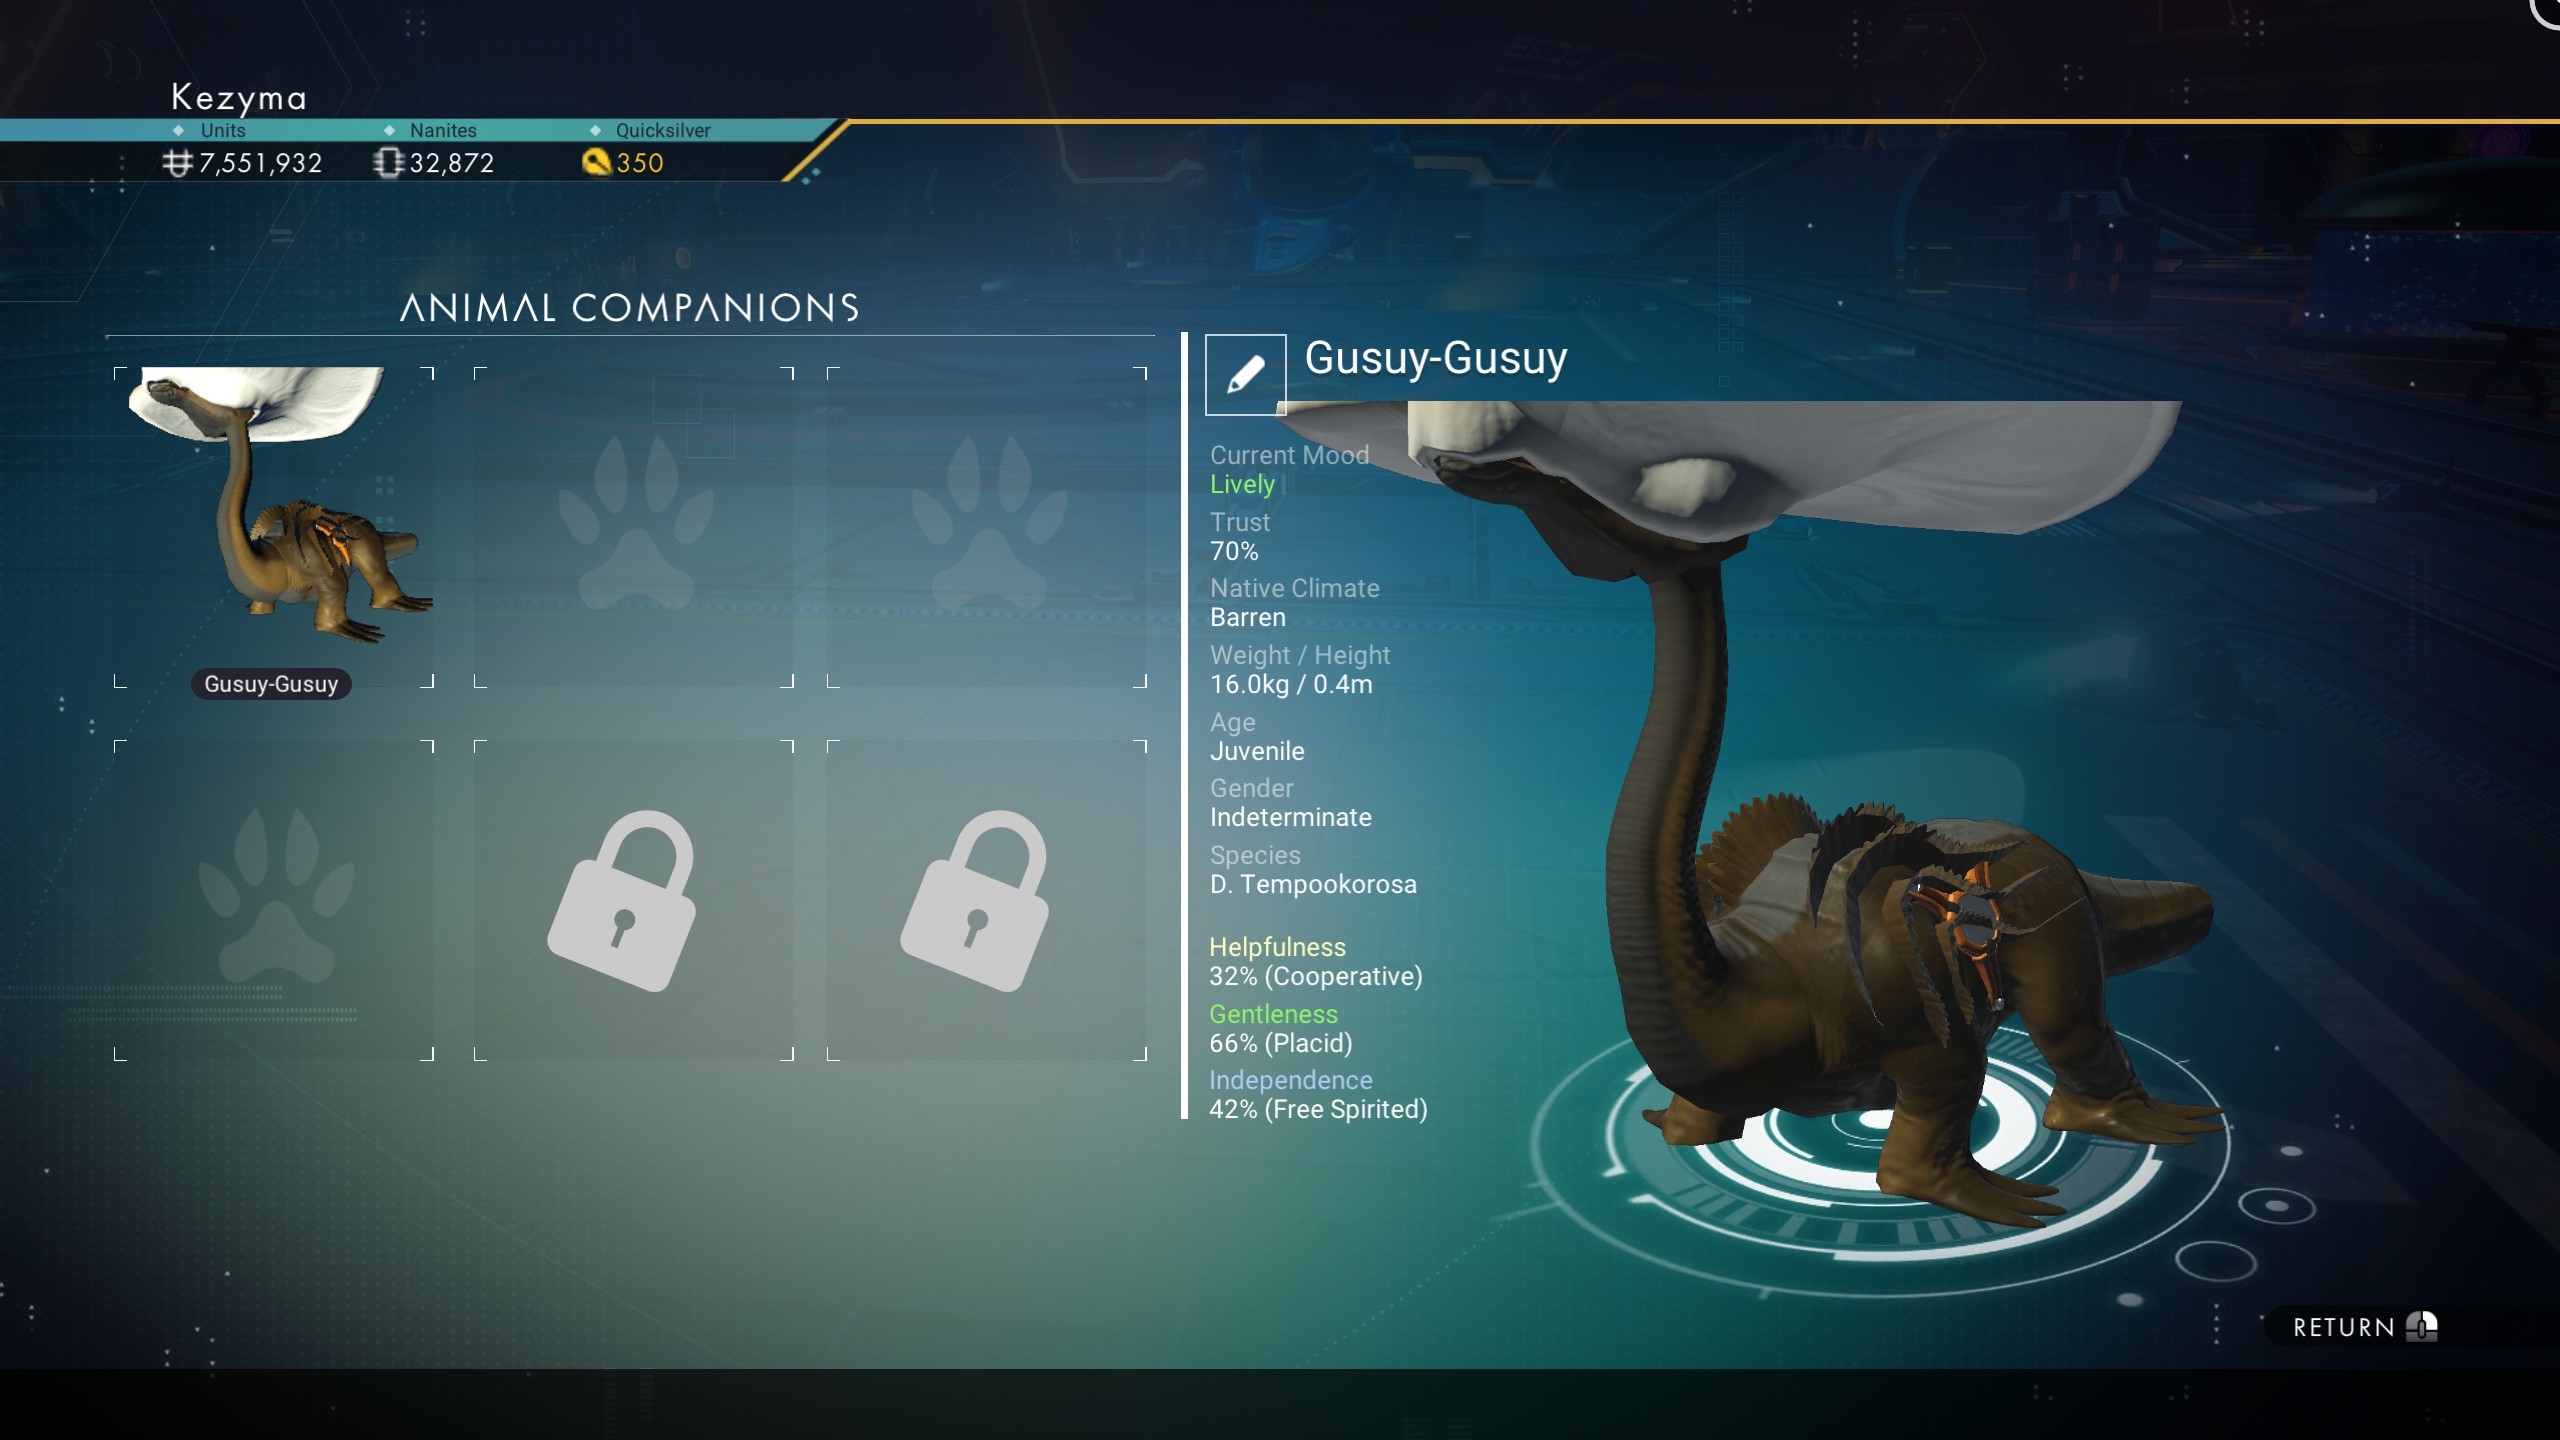 Kezyma
Units Nanites Quicksilver
7,551,932 32,872 350
ANIMAL COMPANIONS
Gusuy-Gusuy
Gusuy-Gusuy
Current Mood
Lively
Trust
70%
Native Climate
Barren
Weight / Height
16.0kg / 0.4m
Age
Juvenile
Gender
Indeterminate
Species
D. Tempookorosa
Helpfulness
32% (Cooperative)
Gentleness
66% (Placid)
Independence
42% (Free Spirited)
RETURN